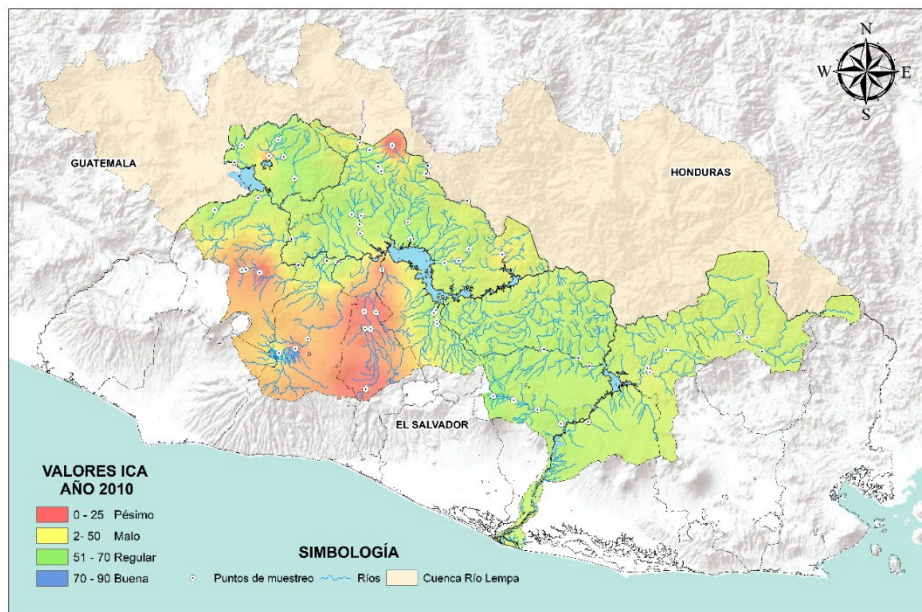 N
W E
S
GUATEMALA
HONDURAS
EL SALVADOR
VALORES ICA
AÑO 2010
0 - 25 Pésimo
2- 50 Malo
51 - 70 Regular
70 - 90 Buena
SIMBOLOGÍA
Puntos de muestreo
Ríos
Cuenca Río Lempa